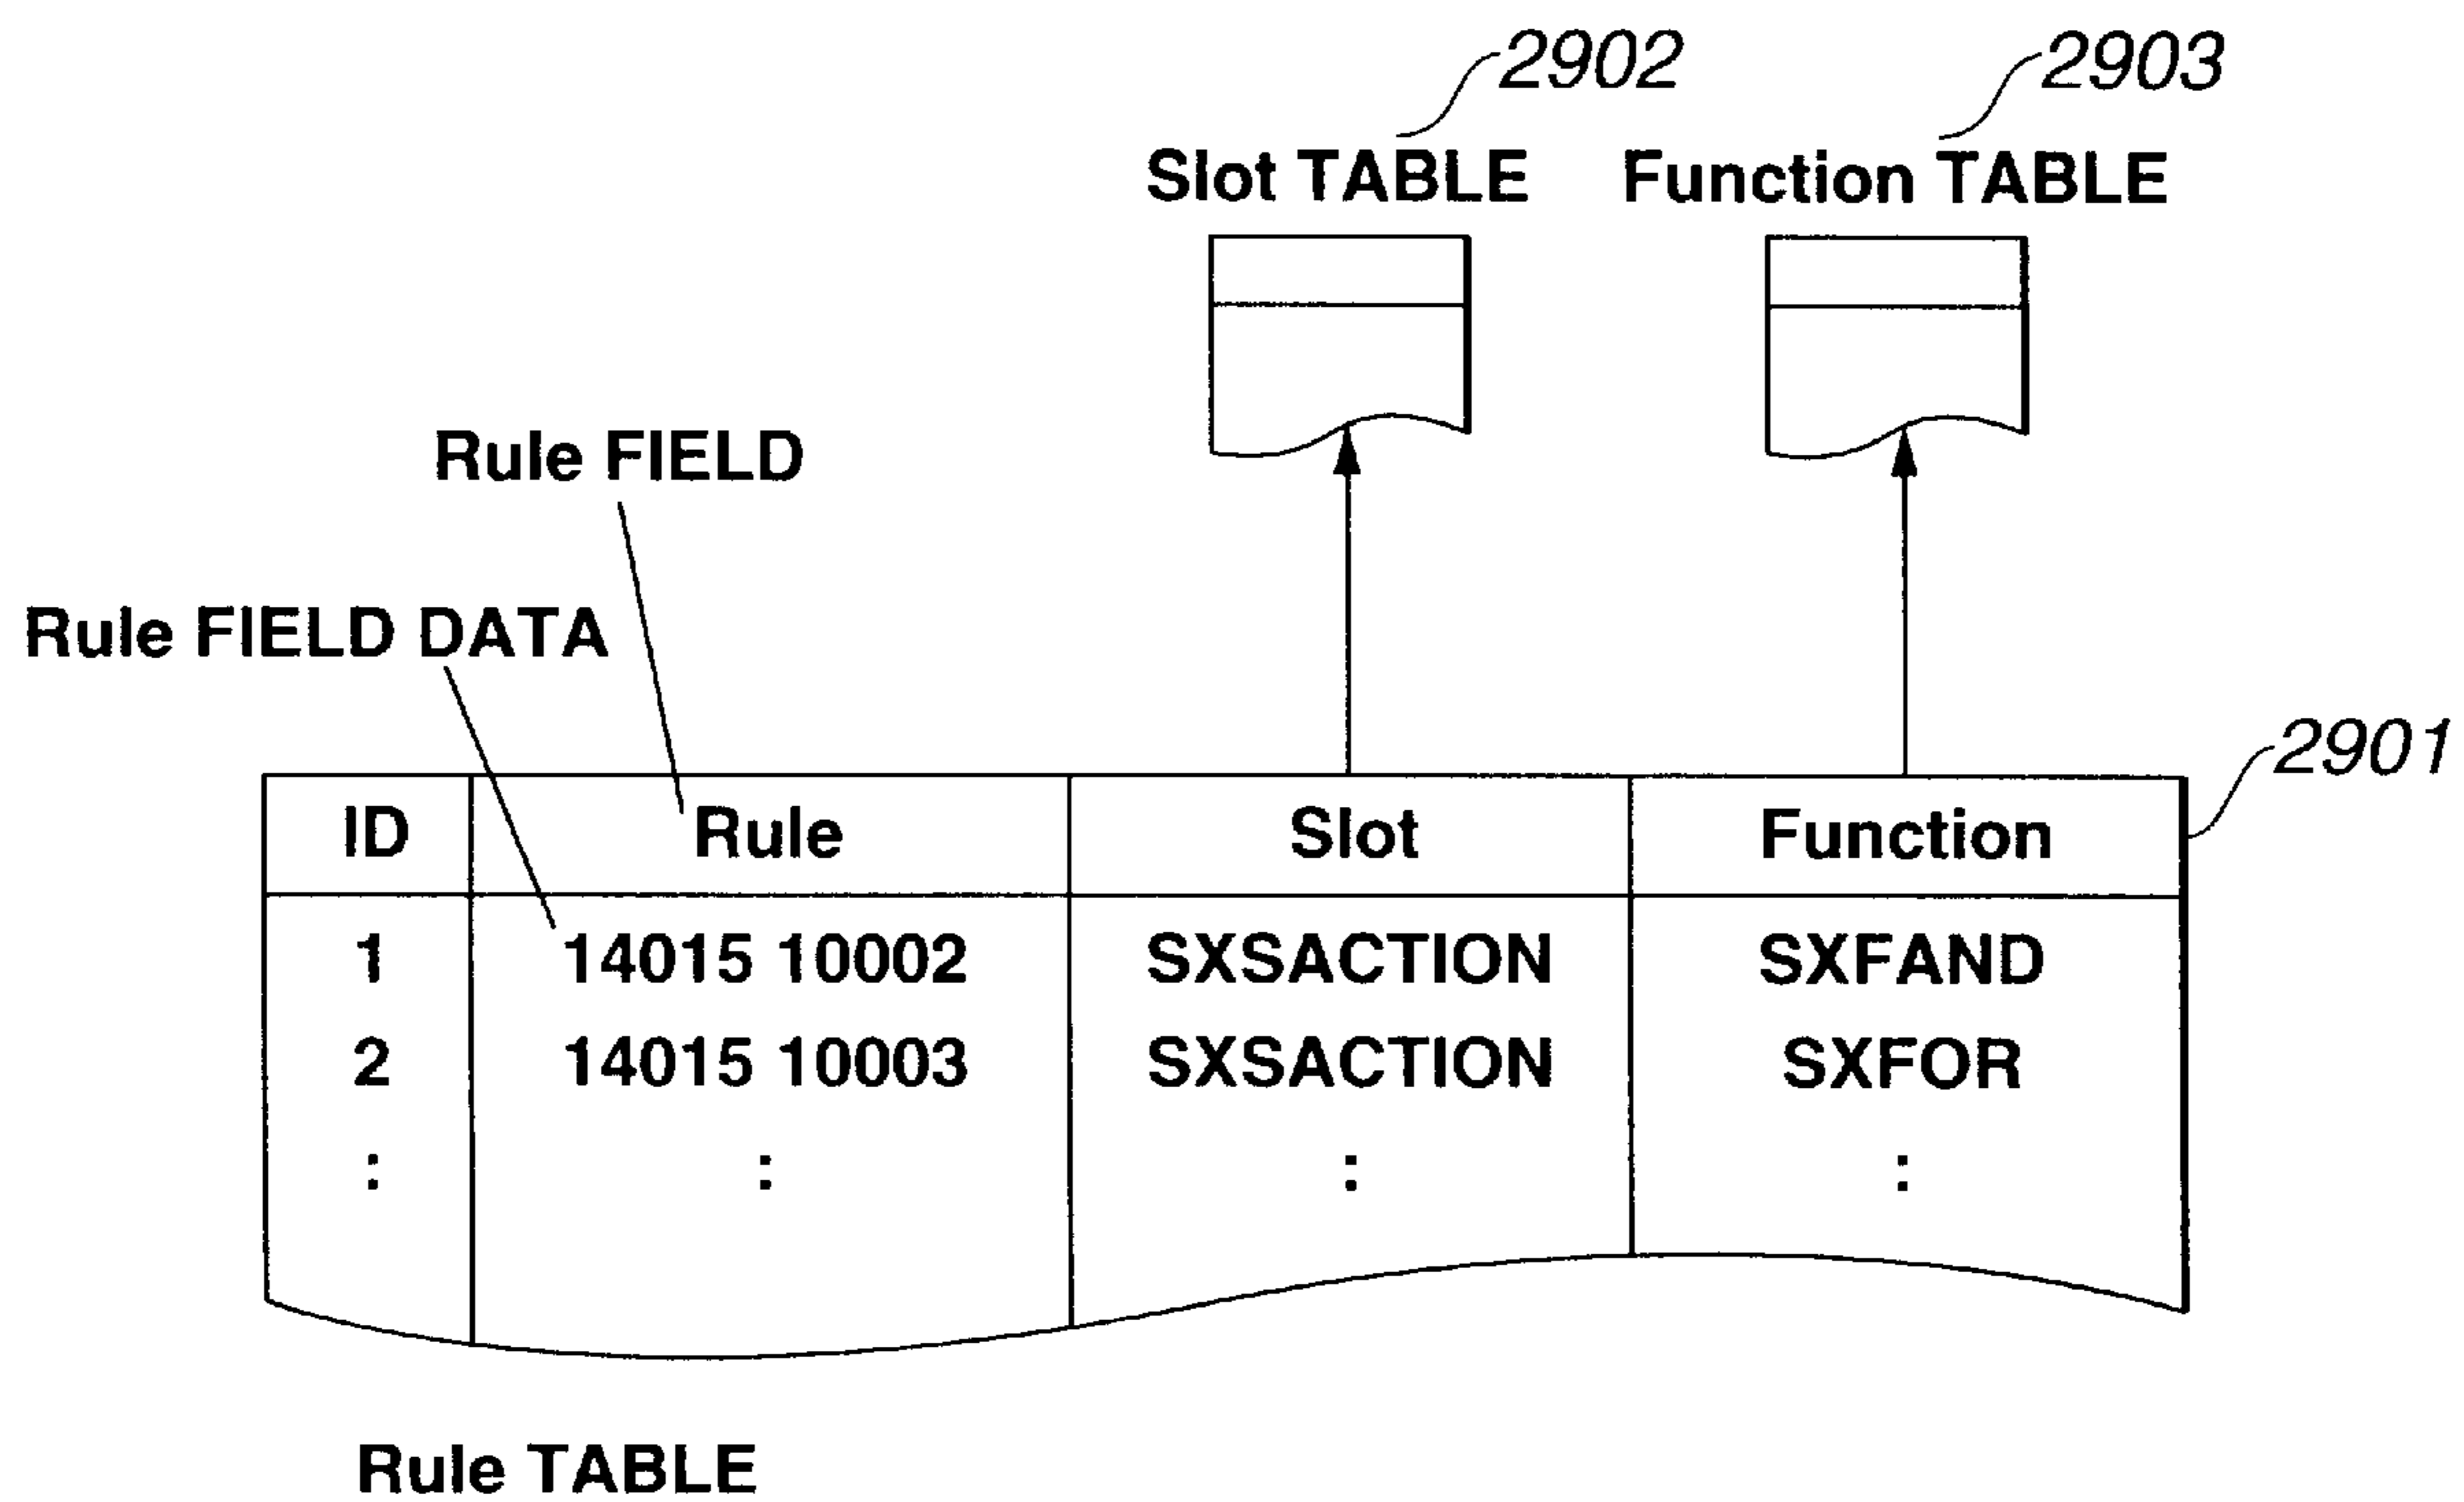 2902 2903
Slot TABLE Function TABLE
Rule FIELD
Rule FIELD DATA
2901
ID Rule Slot Function
1 14015 10002 SXSACTION SXFAND
2 14015 10003 SXSACTION SXFOR
: : : :
Rule TABLE